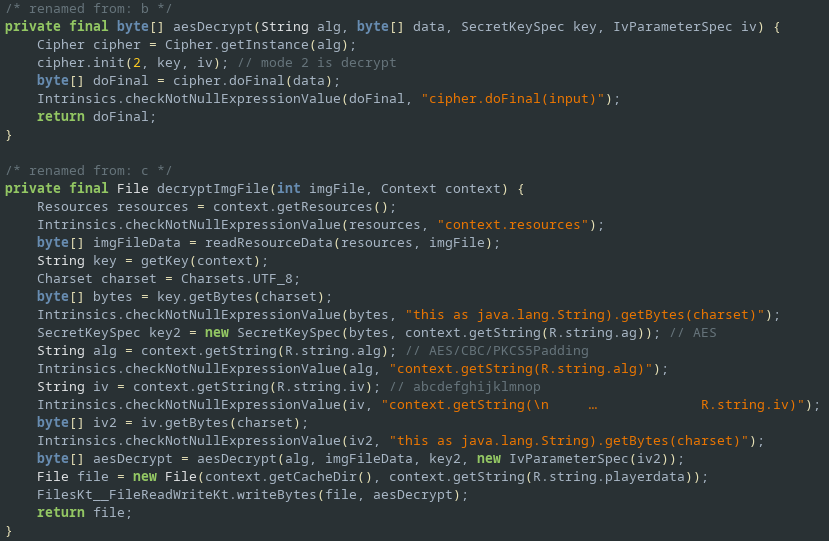 /* renamed from: b */
private final byte[] aesDecrypt(String alg, byte[] data, SecretKeySpec key, IvParameterSpec iv) {
    Cipher cipher = Cipher.getInstance(alg);
    cipher.init(2, key, iv); // mode 2 is decrypt
    byte[] doFinal = cipher.doFinal(data);
    Intrinsics.checkNotNullExpressionValue(doFinal, "cipher.doFinal(input)");
    return doFinal;
}

/* renamed from: c */
private final File decryptImgFile(int imgFile, Context context) {
    Resources resources = context.getResources();
    Intrinsics.checkNotNullExpressionValue(resources, "context.resources");
    byte[] imgFileData = readResourceData(resources, imgFile);
    String key = getKey(context);
    Charset charset = Charsets.UTF_8;
    byte[] bytes = key.getBytes(charset);
    Intrinsics.checkNotNullExpressionValue(bytes, "this as java.lang.String).getBytes(charset)");
    SecretKeySpec key2 = new SecretKeySpec(bytes, context.getString(R.string.ag)); // AES
    String alg = context.getString(R.string.alg); // AES/CBC/PKCS5Padding
    Intrinsics.checkNotNullExpressionValue(alg, "context.getString(R.string.alg)");
    String iv = context.getString(R.string.iv); // abcdefghijklmnop
    Intrinsics.checkNotNullExpressionValue(iv, "context.getString(\n     …             R.string.iv)");
    byte[] iv2 = iv.getBytes(charset);
    Intrinsics.checkNotNullExpressionValue(iv2, "this as java.lang.String).getBytes(charset)");
    byte[] aesDecrypt = aesDecrypt(alg, imgFileData, key2, new IvParameterSpec(iv2));
    File file = new File(context.getCacheDir(), context.getString(R.string.playerdata));
    FilesKt__FileReadWriteKt.writeBytes(file, aesDecrypt);
    return file;
}